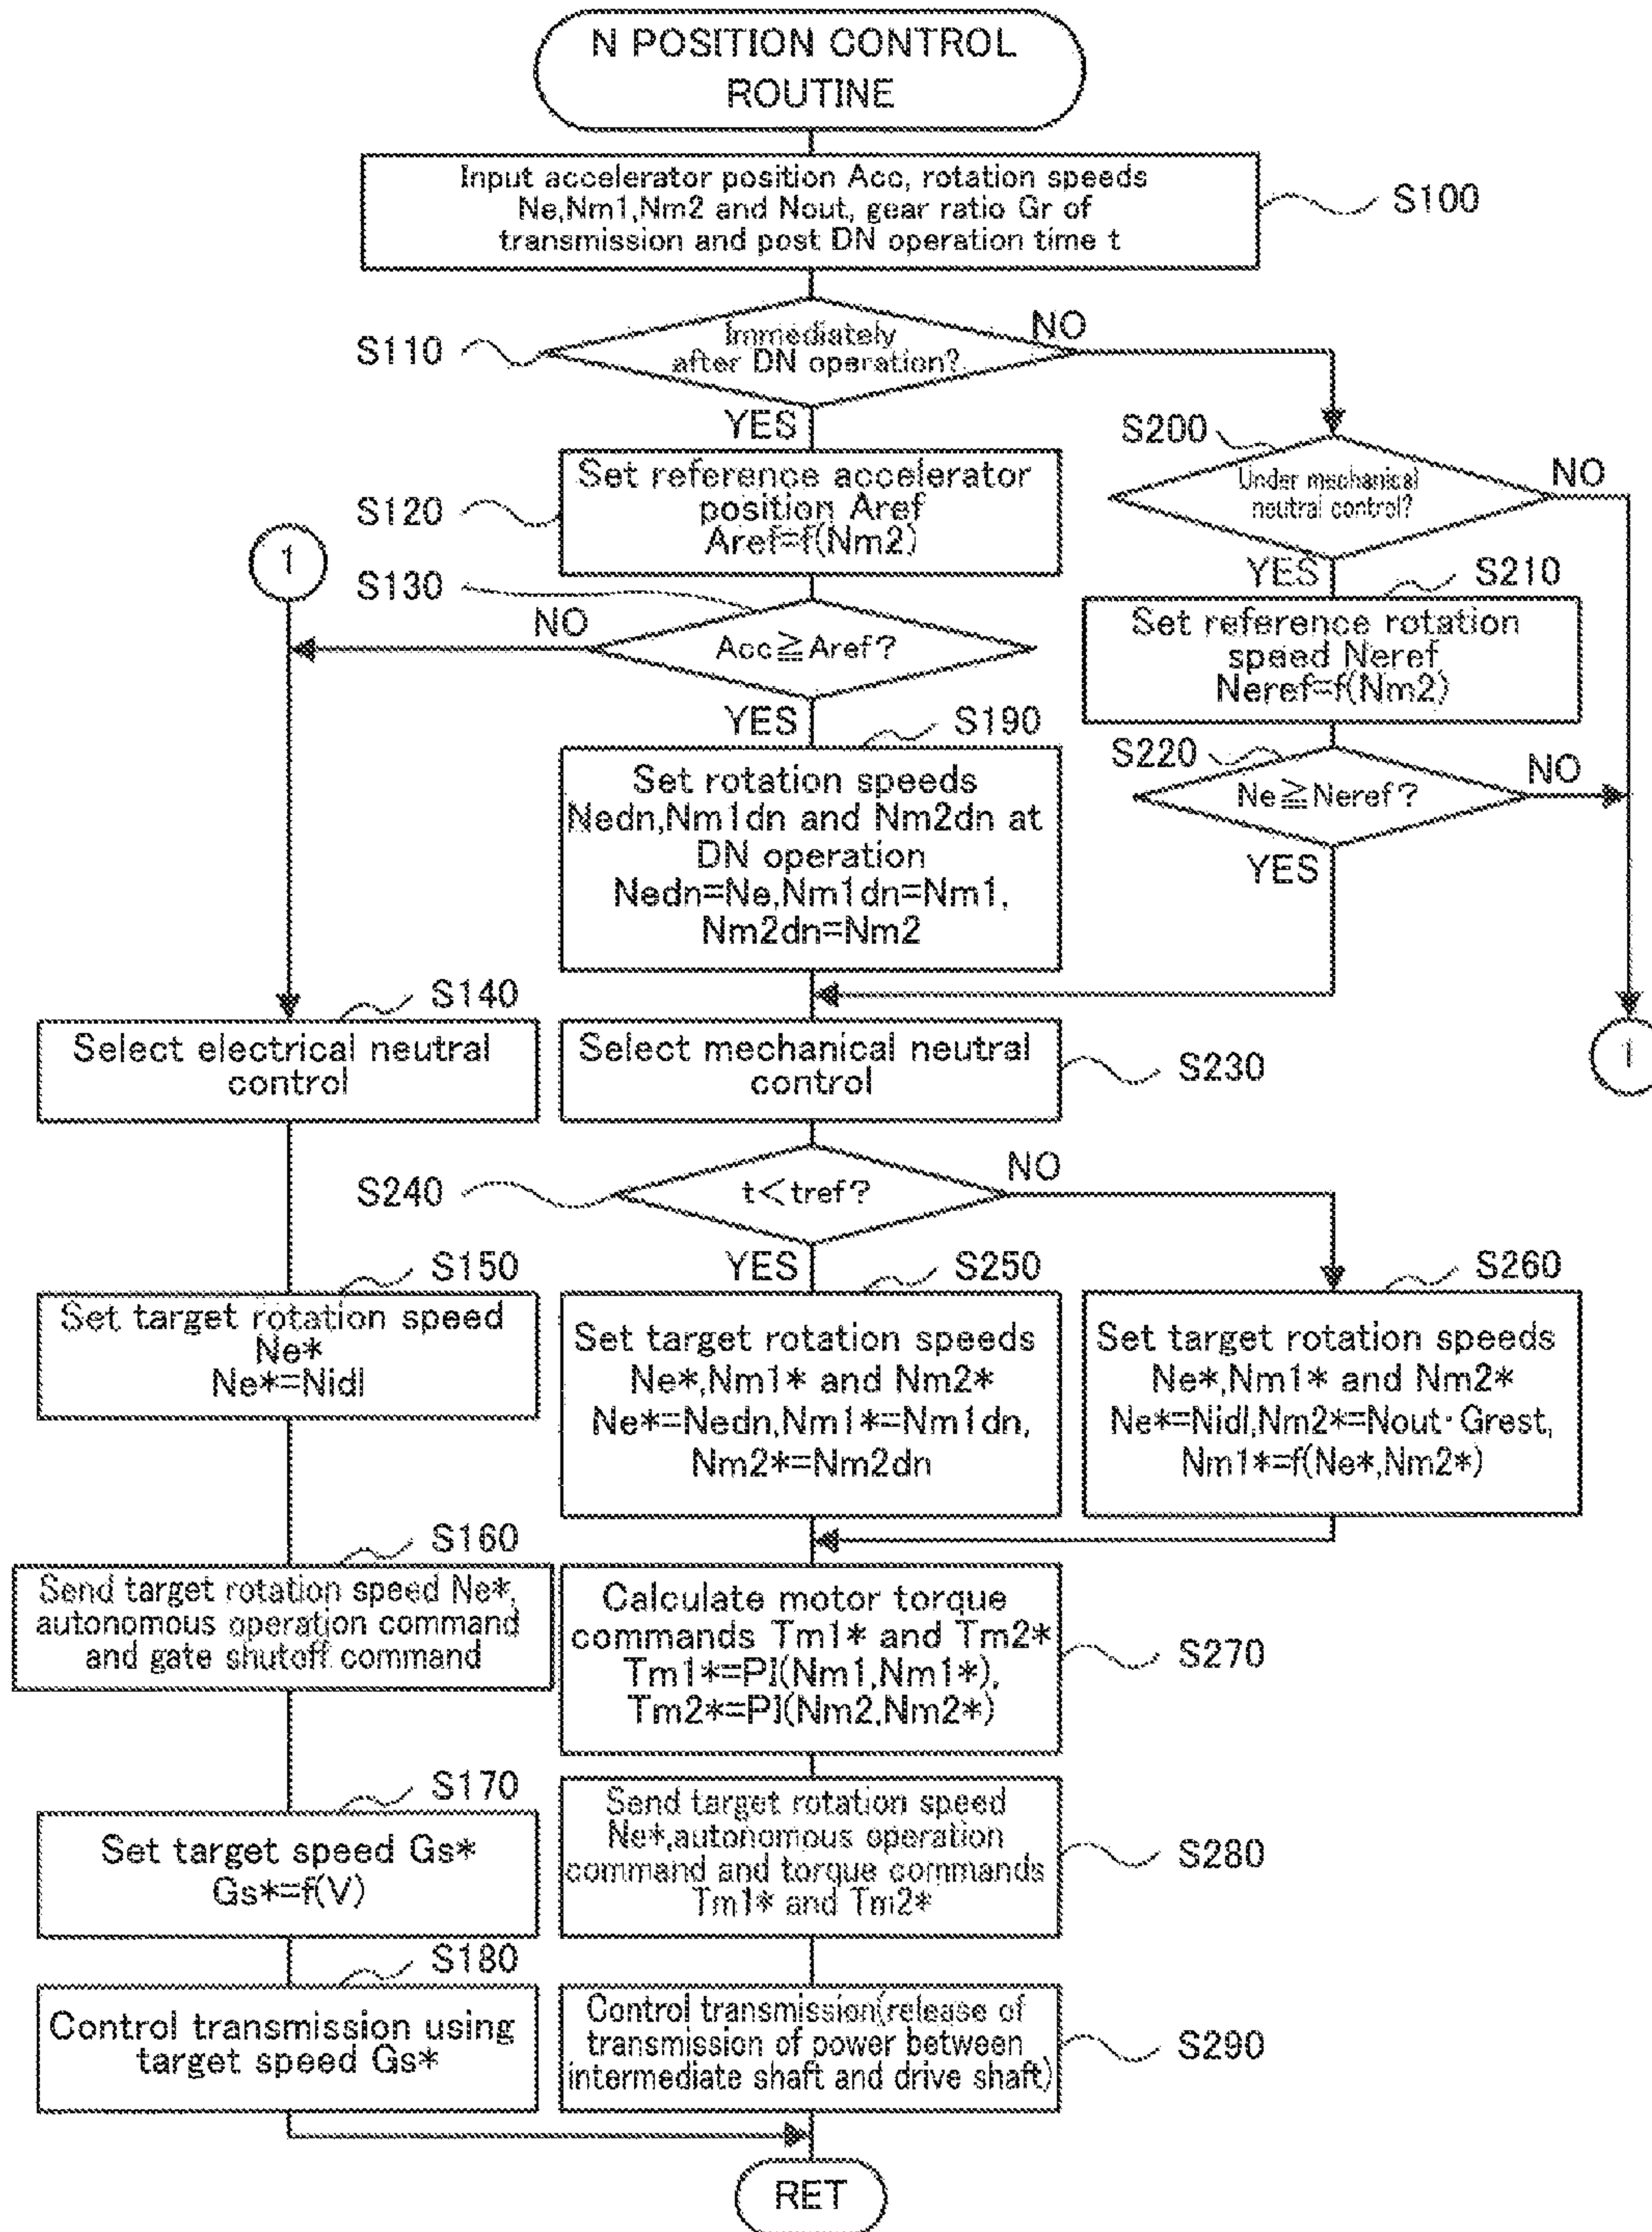 N POSITION CONTROL
ROUTINE
Input accelerator position Acc, rotation speeds
Ne,Nm1,Nm2 and Nout, gear ratio Gr of
transmission and post DN operation time t
S100
S110
Immediately
after DN operation?
NO
YES
S120
Set reference accelerator
position Aref
Aref=f(Nm2)
S200
Under mechanical
neutral control?
NO
YES
1
S130
NO
Acc≧Aref?
YES
S210
Set reference rotation
speed Neref
Neref=f(Nm2)
S220
Ne≧Neref?
NO
YES
S190
Set rotation speeds
Nedn,Nm1dn and Nm2dn at
DN operation
Nedn=Ne,Nm1dn=Nm1,
Nm2dn=Nm2
S140
Select electrical neutral
control
Select mechanical neutral
control
S230
1
S240
t<tref?
NO
YES
S150
Set target rotation speed
Ne*
Ne*=Nidl
S250
Set target rotation speeds
Ne*,Nm1* and Nm2*
Ne*=Nedn,Nm1*=Nm1dn,
Nm2*=Nm2dn
S260
Set target rotation speeds
Ne*,Nm1* and Nm2*
Ne*=Nidl,Nm2*=Nout·Grest,
Nm1*=f(Ne*,Nm2*)
S160
Send target rotation speed Ne*,
autonomous operation command
and gate shutoff command
Calculate motor torque
commands Tm1* and Tm2*
Tm1*=PI(Nm1,Nm1*),
Tm2*=PI(Nm2,Nm2*)
S270
S170
Set target speed Gs*
Gs*=f(V)
Send target rotation speed
Ne*,autonomous operation
command and torque commands
Tm1* and Tm2*
S280
S180
Control transmission using
target speed Gs*
Control transmission(release of
transmission of power between
intermediate shaft and drive shaft)
S290
RET